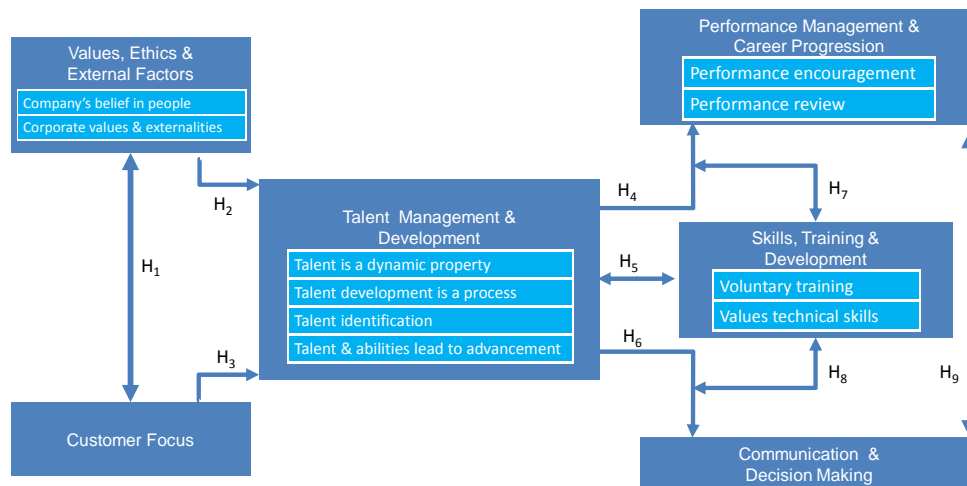 Performance Management &
Career Progression
Performance encouragement
Performance review
Values, Ethics &
External Factors
Company's belief in people
Corporate values & externalities
H2
H4
H7
Talent Management &
Development
Talent is a dynamic property
Talent development is a process
Talent identification
Talent & abilities lead to advancement
H1
H5
Skills, Training &
Development
Voluntary training
Values technical skills
H3
H6
H8
H9
Customer Focus
Communication &
Decision Making